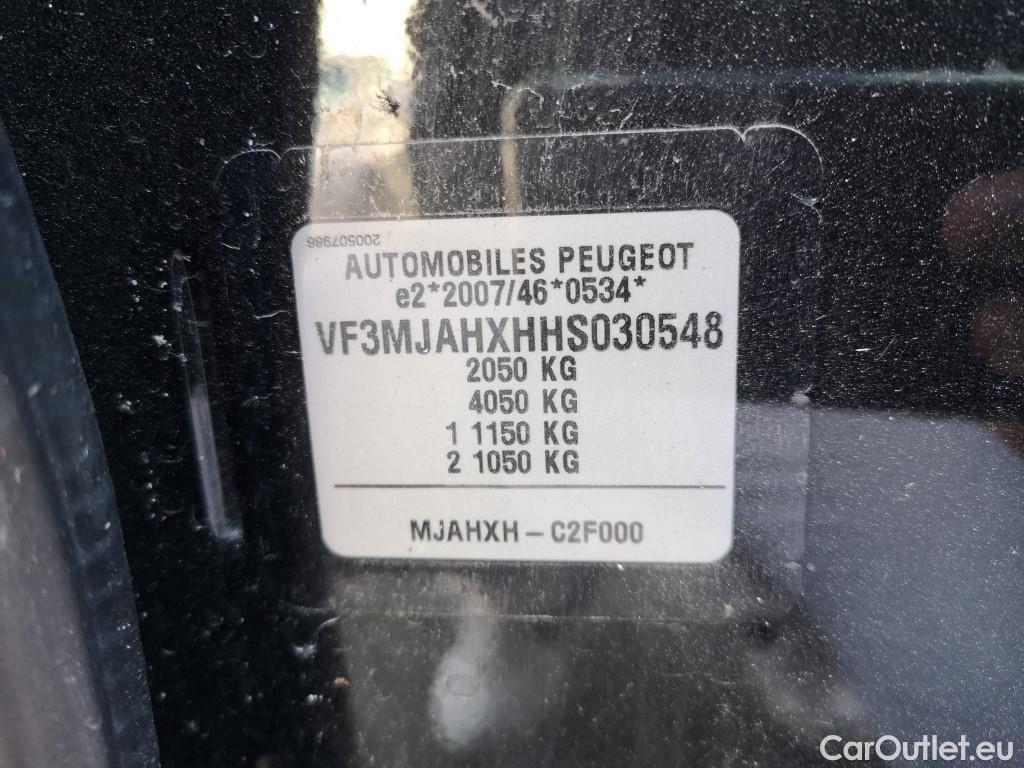 200507986
AUTOMOBILES PEUGEOT
e2*2007/46*0534*
VF3MJAHXHHS030548
2050 KG
4050 KG
1 1150 KG
2 1050 KG
MJAHXH – C2F000
CarOutlet.eu